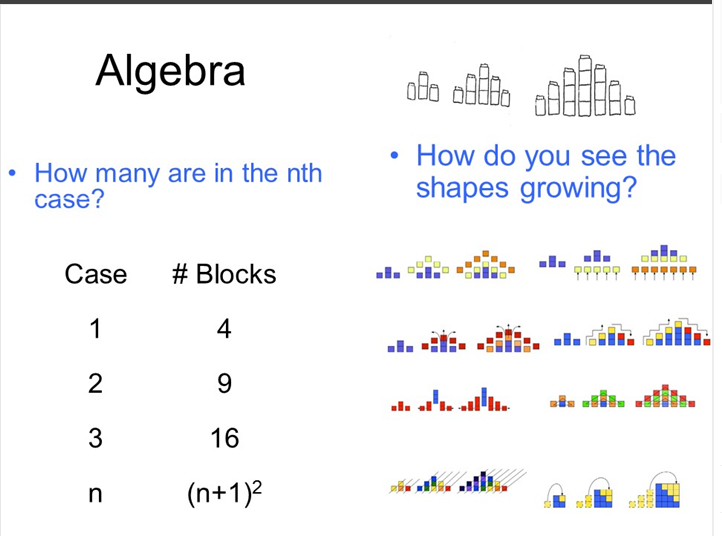 Algebra
• How many are in the nth
case?
Case # Blocks
1 4
2 9
3 16
n (n+1)²
• How do you see the
shapes growing?